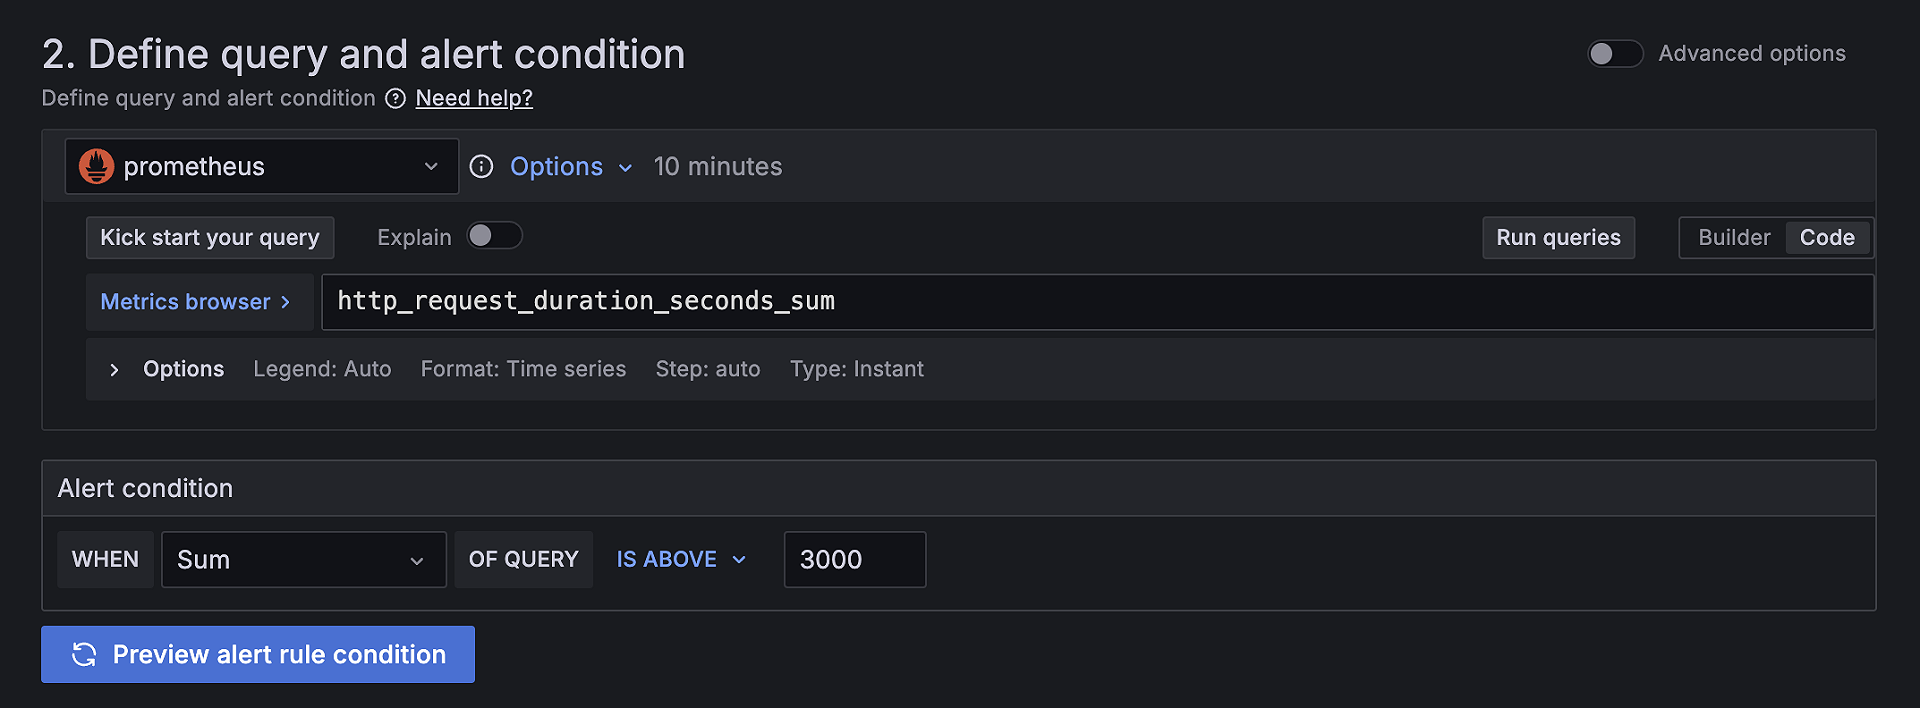 2. Define query and alert condition
Advanced options
Define query and alert condition ? Need help?
prometheus
Options
10 minutes
Kick start your query
Explain
Run queries
Builder
Code
Metrics browser >
http_request_duration_seconds_sum
Options Legend: Auto Format: Time series Step: auto Type: Instant
Alert condition
WHEN Sum OF QUERY IS ABOVE 3000
Preview alert rule condition